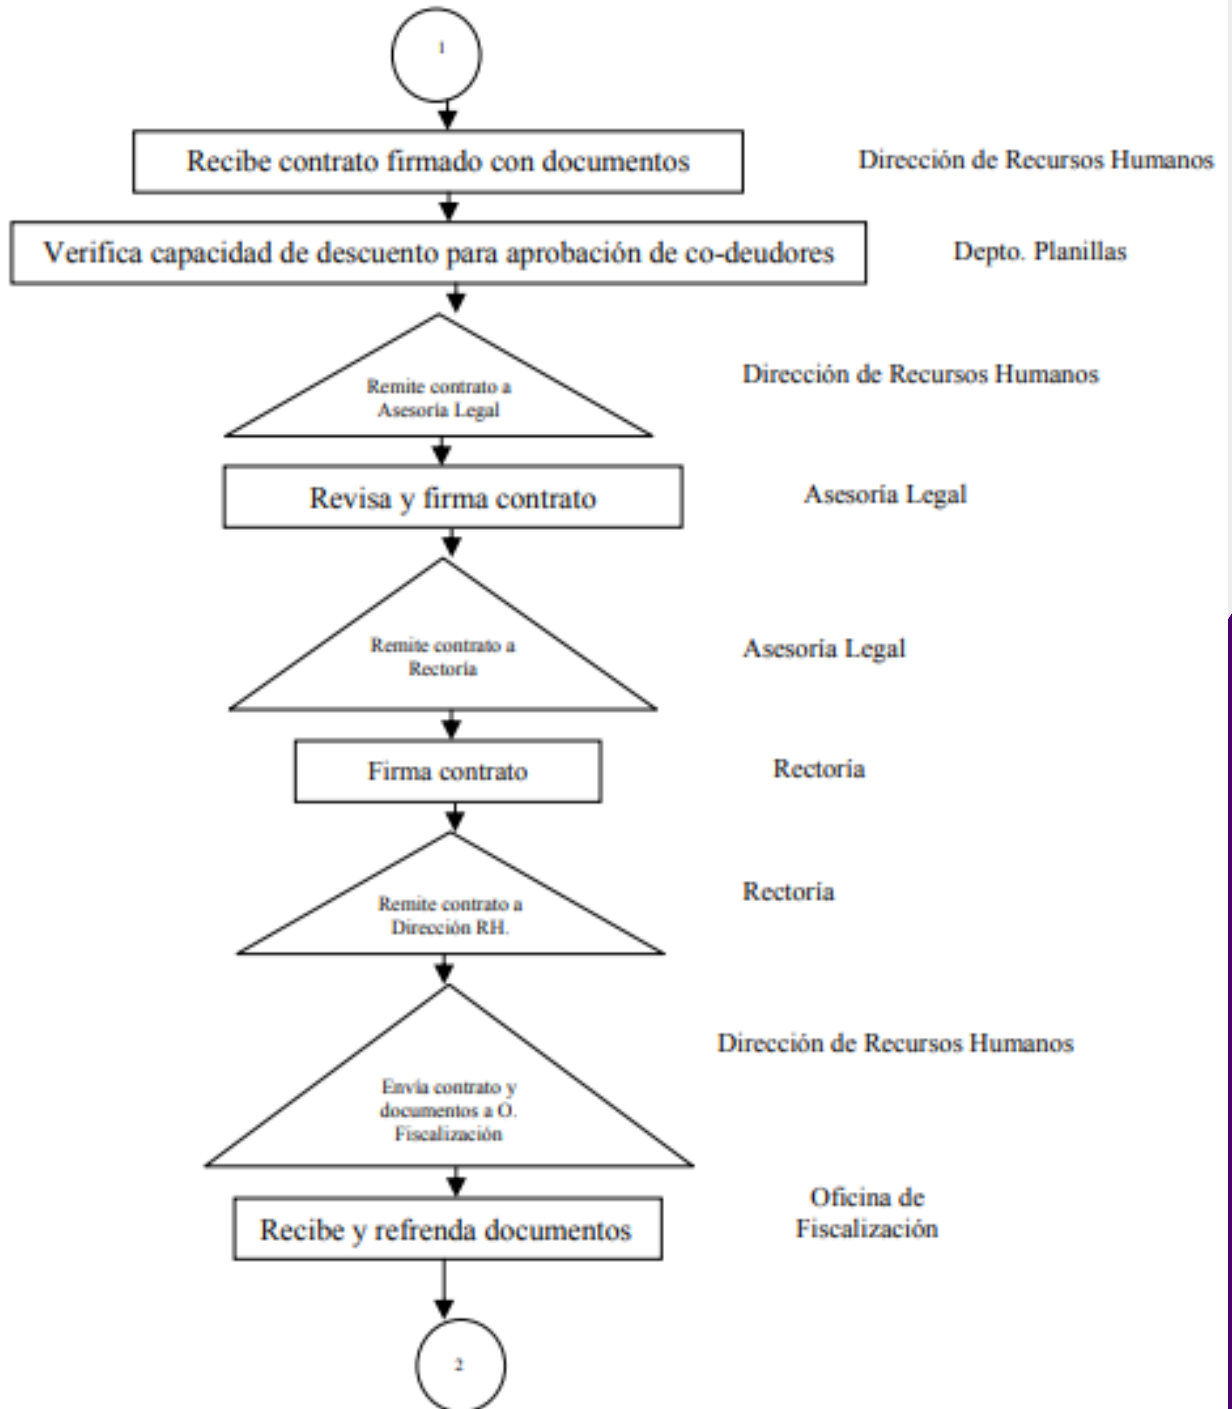 1
Recibe contrato firmado con documentos
Dirección de Recursos Humanos
Verifica capacidad de descuento para aprobación de co-deudores
Depto. Planillas
Remite contrato a
Asesoría Legal
Dirección de Recursos Humanos
Revisa y firma contrato
Asesoría Legal
Remite contrato a
Rectoría
Asesoría Legal
Firma contrato
Rectoría
Remite contrato a
Dirección RH.
Rectoría
Envía contrato y
documentos a O.
Fiscalización
Dirección de Recursos Humanos
Recibe y refrenda documentos
Oficina de
Fiscalización
2